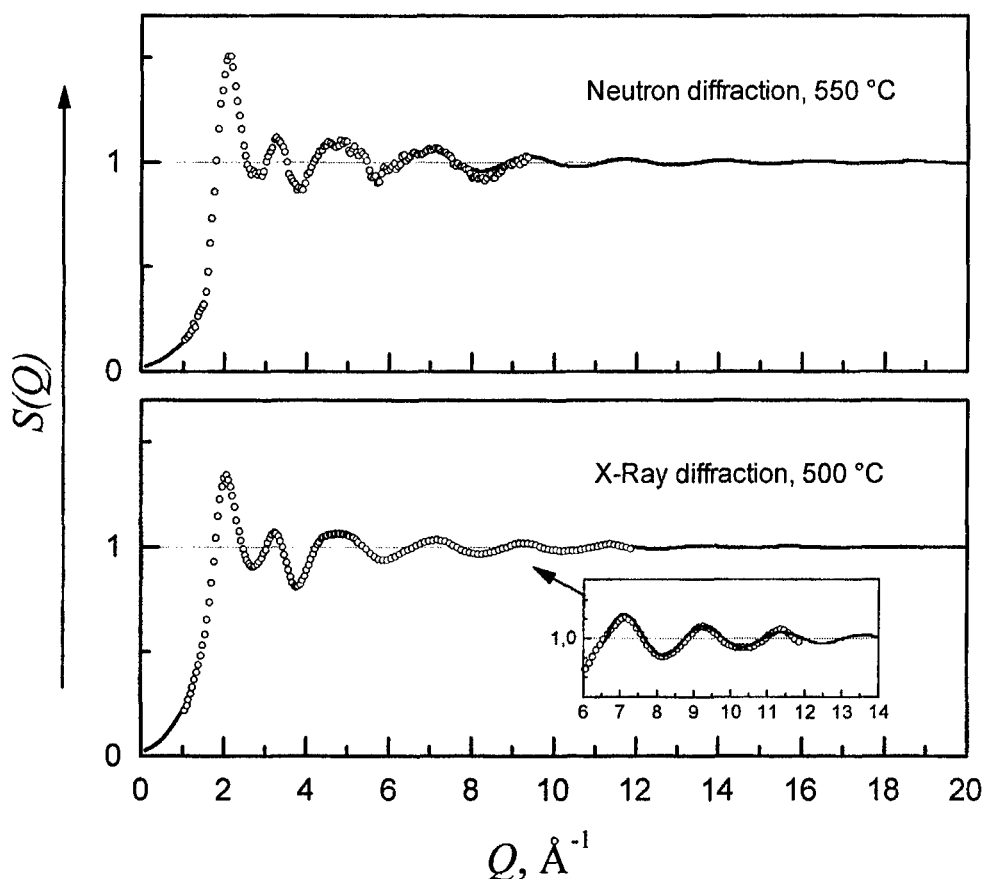 Neutron diffraction, 550 °C
1
0
S(Q)
X-Ray diffraction, 500 °C
1
1,0
6 7 8 9 10 11 12 13 14
0
0 2 4 6 8 10 12 14 16 18 20
Q, Å⁻¹